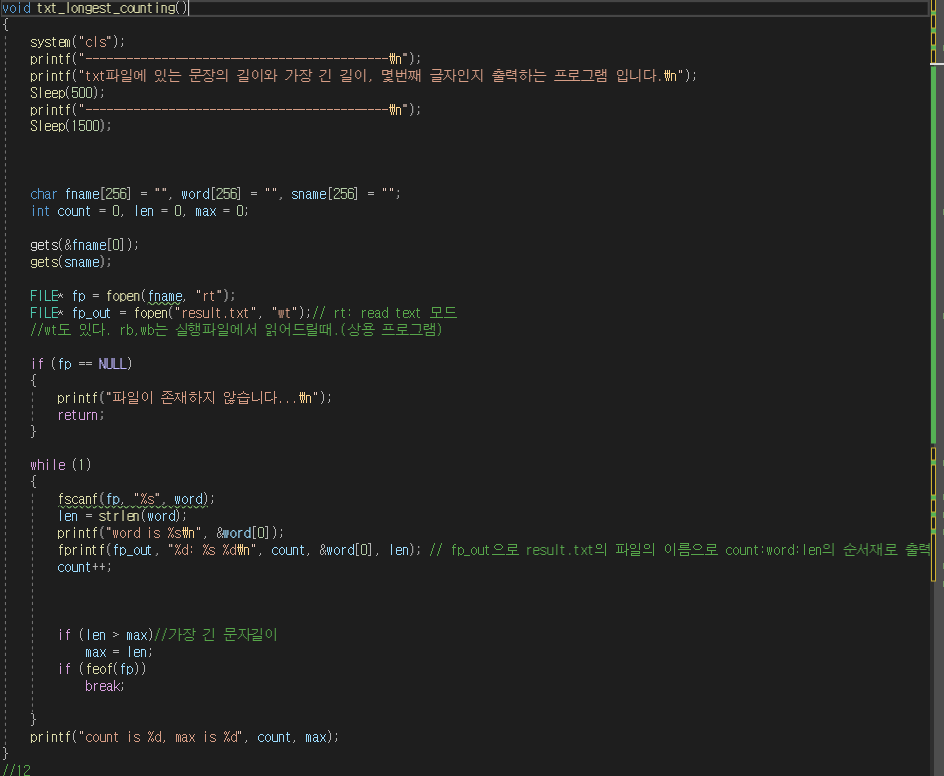 void txt_longest_counting()
{
system("cls");
printf("--------------------------------------------₩n");
printf("txt파일에 있는 문장의 길이와 가장 긴 길이, 몇번째 글자인지 출력하는 프로그램 입니다.₩n");
Sleep(500);
printf("--------------------------------------------₩n");
Sleep(1500);
char fname[256] = "", word[256] = "", sname[256] = "";
int count = 0, len = 0, max = 0;
gets(&fname[0]);
gets(sname);
FILE* fp = fopen(fname, "rt");
FILE* fp_out = fopen("result.txt", "wt");// rt: read text 모드
//wt도 있다. rb,wb는 실행파일에서 읽어드릴때.(상용 프로그램)
if (fp == NULL)
{
printf("파일이 존재하지 않습니다...₩n");
return;
}
while (1)
{
fscanf(fp, "%s", word);
len = strlen(word);
printf("word is %s₩n", &word[0]);
fprintf(fp_out, "%d: %s %d₩n", count, &word[0], len); // fp_out으로 result.txt의 파일의 이름으로 count:word:len의 순서재로 출력
count++;
if (len > max)//가장 긴 문자길이
max = len;
if (feof(fp))
break;
}
printf("count is %d, max is %d", count, max);
}
//12